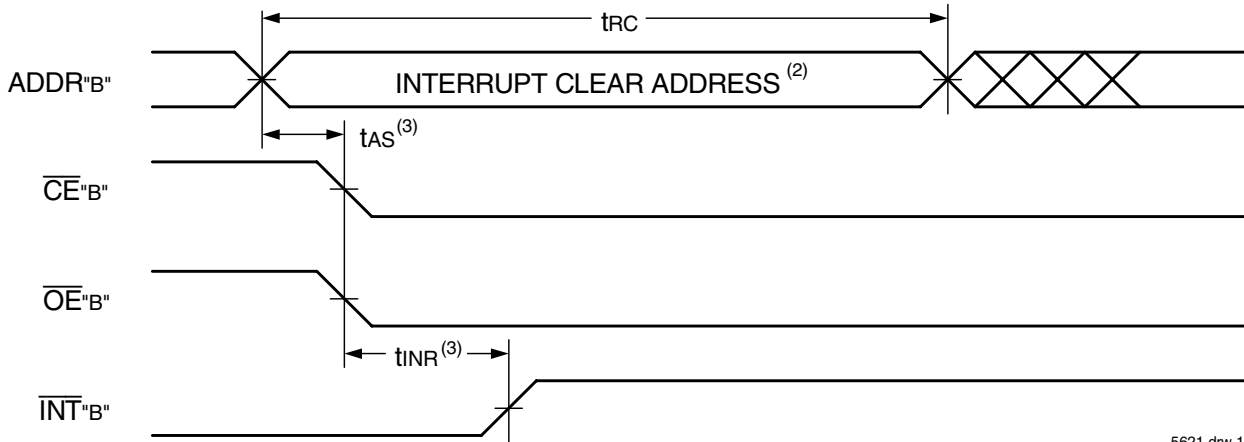 tRC
ADDR"B"
INTERRUPT CLEAR ADDRESS (2)
tAS(3)
CE"B"
OE"B"
tINR(3)
INT"B"